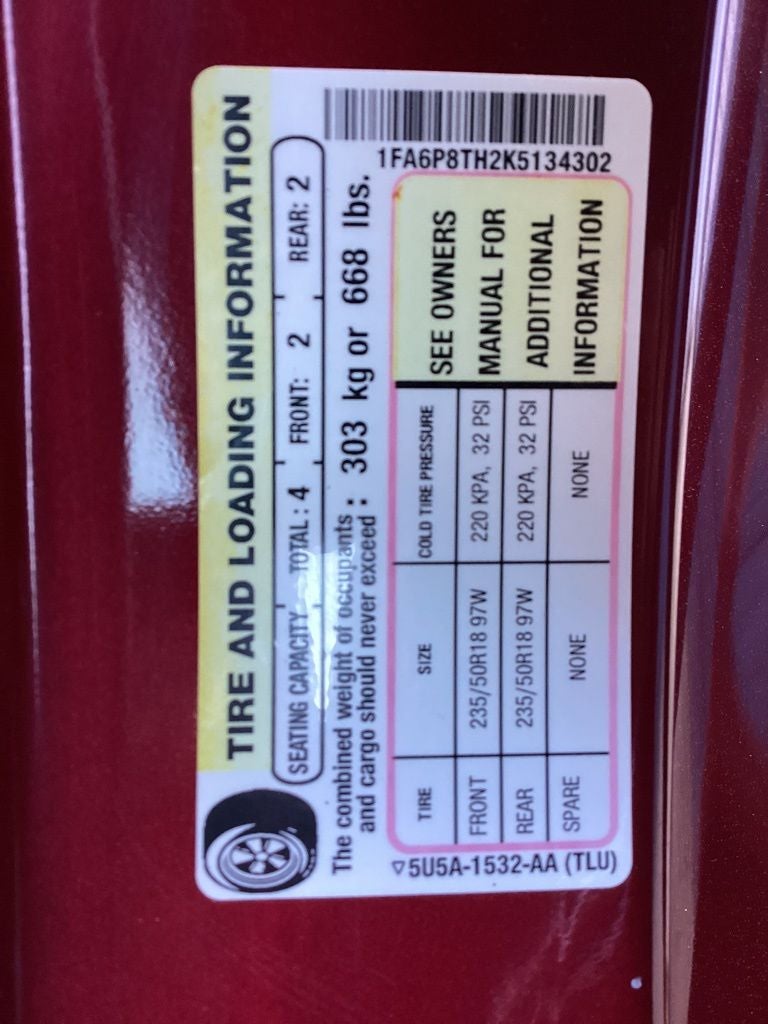 TIRE AND LOADING INFORMATION
SEATING CAPACITY TOTAL: 4 FRONT: 2 REAR: 2
The combined weight of occupants
and cargo should never exceed : 303 kg or 668 lbs.
TIRE SIZE COLD TIRE PRESSURE
FRONT 235/50R18 97W 220 KPA, 32 PSI
REAR 235/50R18 97W 220 KPA, 32 PSI
SPARE NONE NONE
SEE OWNERS
MANUAL FOR
ADDITIONAL
INFORMATION
5U5A-1532-AA (TLU)
1FA6P8TH2K5134302